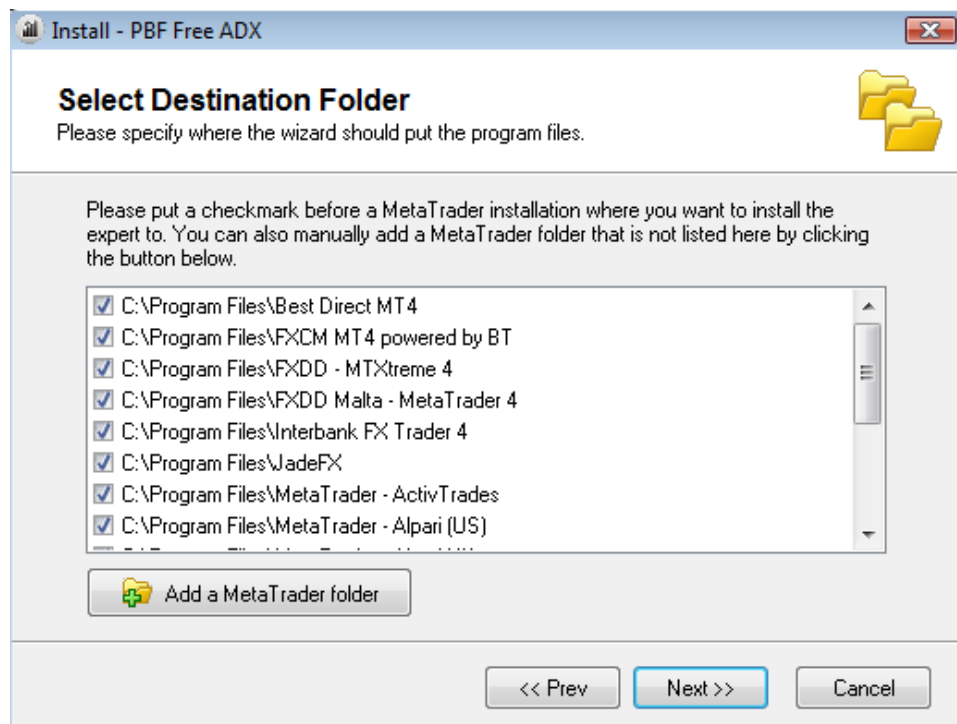 Install - PBF Free ADX
Select Destination Folder
Please specify where the wizard should put the program files.
Please put a checkmark before a MetaTrader installation where you want to install the
expert to. You can also manually add a MetaTrader folder that is not listed here by clicking
the button below.
C:\Program Files\Best Direct MT4
C:\Program Files\FXCM MT4 powered by BT
C:\Program Files\FXDD - MTXtreme 4
C:\Program Files\FXDD Malta - MetaTrader 4
C:\Program Files\Interbank FX Trader 4
C:\Program Files\JadeFX
C:\Program Files\MetaTrader - ActivTrades
C:\Program Files\MetaTrader - Alpari (US)
Add a MetaTrader folder
<< Prev
Next >>
Cancel